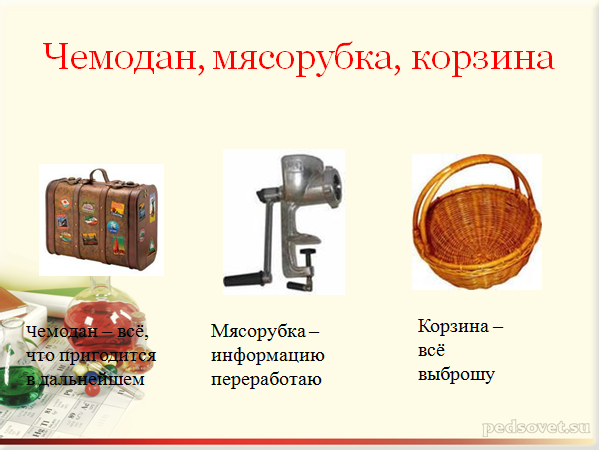 Чемодан, мясорубка, корзина
Чемодан – всё,
что пригодится
в дальнейшем
Мясорубка –
информацию
переработаю
Корзина –
всё
выброшу
pedsovet.su